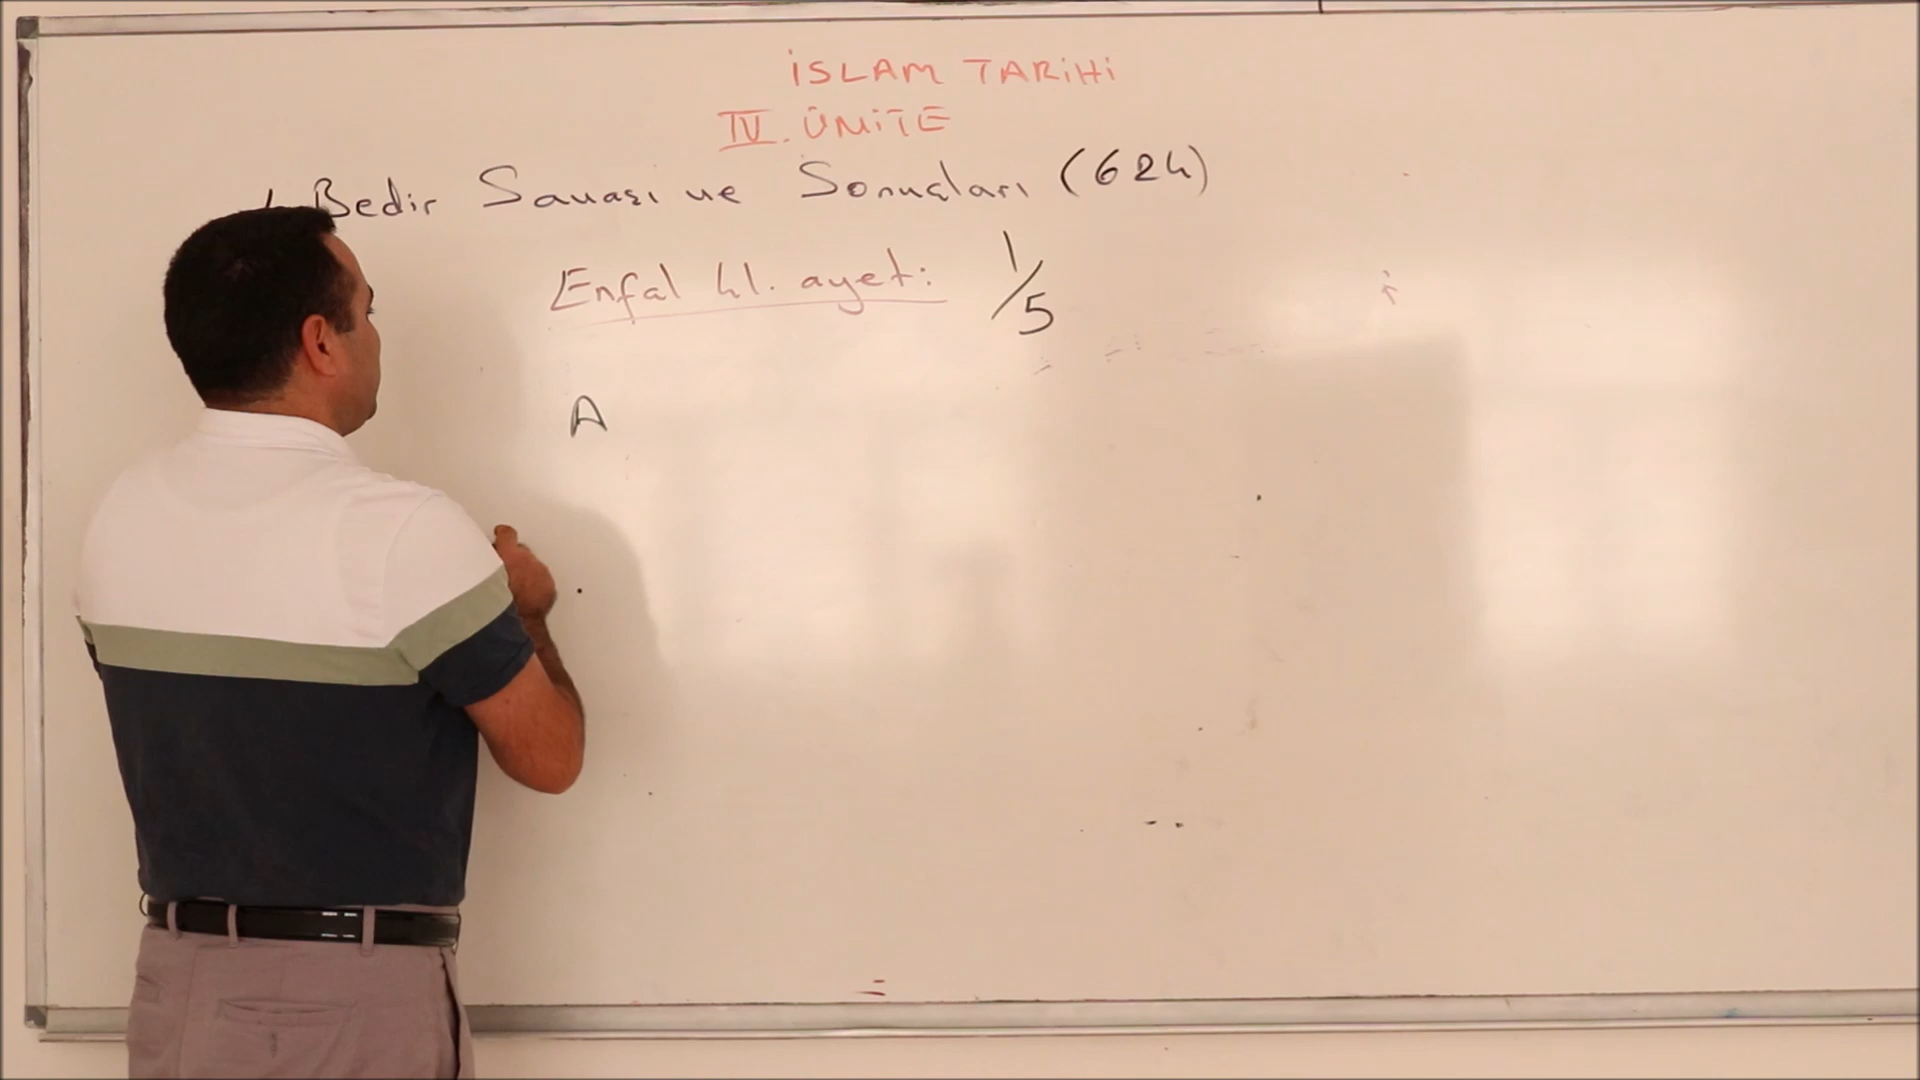 İSLAM TARİHİ
IV. ÜNİTE
Bedir Savaşı ve Sonuçları (624)
Enfal 41. ayet: 1/5
A